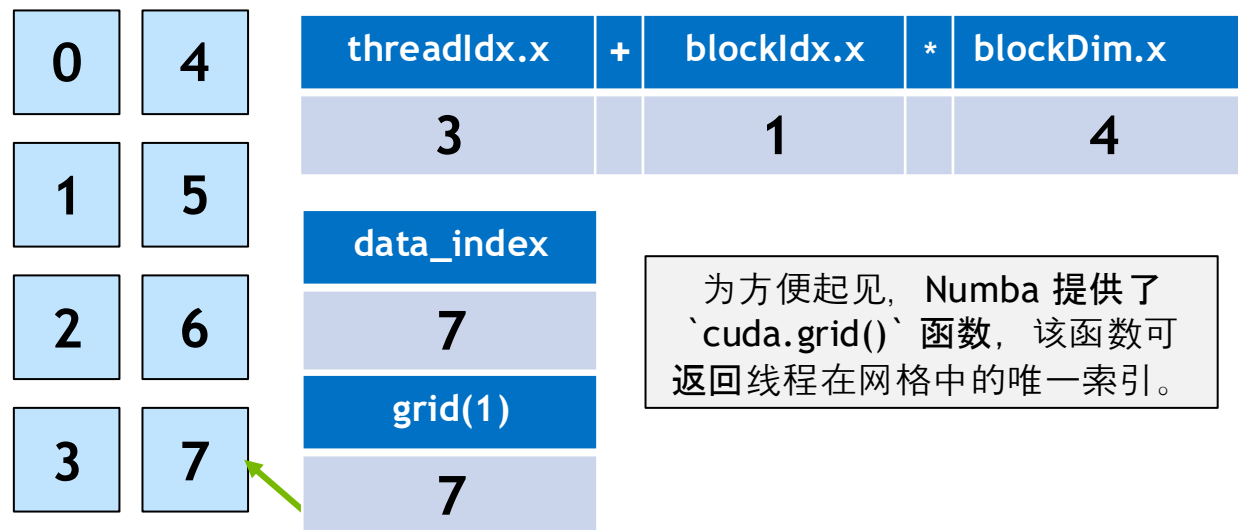 0 4
1 5
2 6
3 7
threadIdx.x + blockIdx.x * blockDim.x
3 1 4
data_index
7
grid(1)
7
为方便起见, Numba 提供了
`cuda.grid()` 函数, 该函数可
返回线程在网格中的唯一索引。